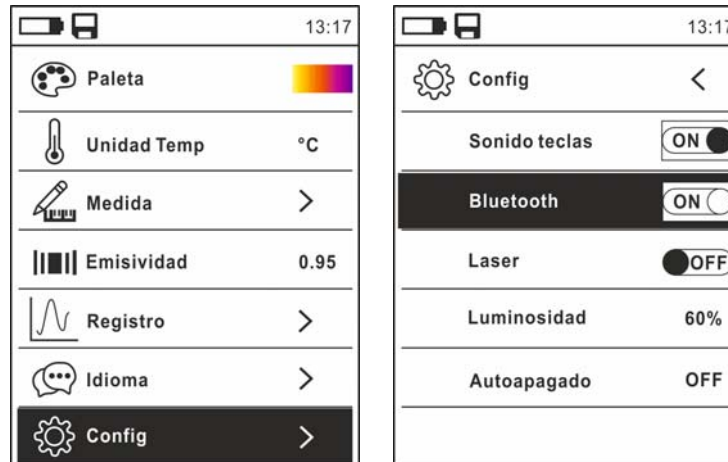 13:17
Paleta
Unidad Temp °C
Medida >
Emisividad 0.95
Registro >
Idioma >
Config >
13:17
Config <
Sonido teclas ON
Bluetooth ON
Laser OFF
Luminosidad 60%
Autoapagado OFF